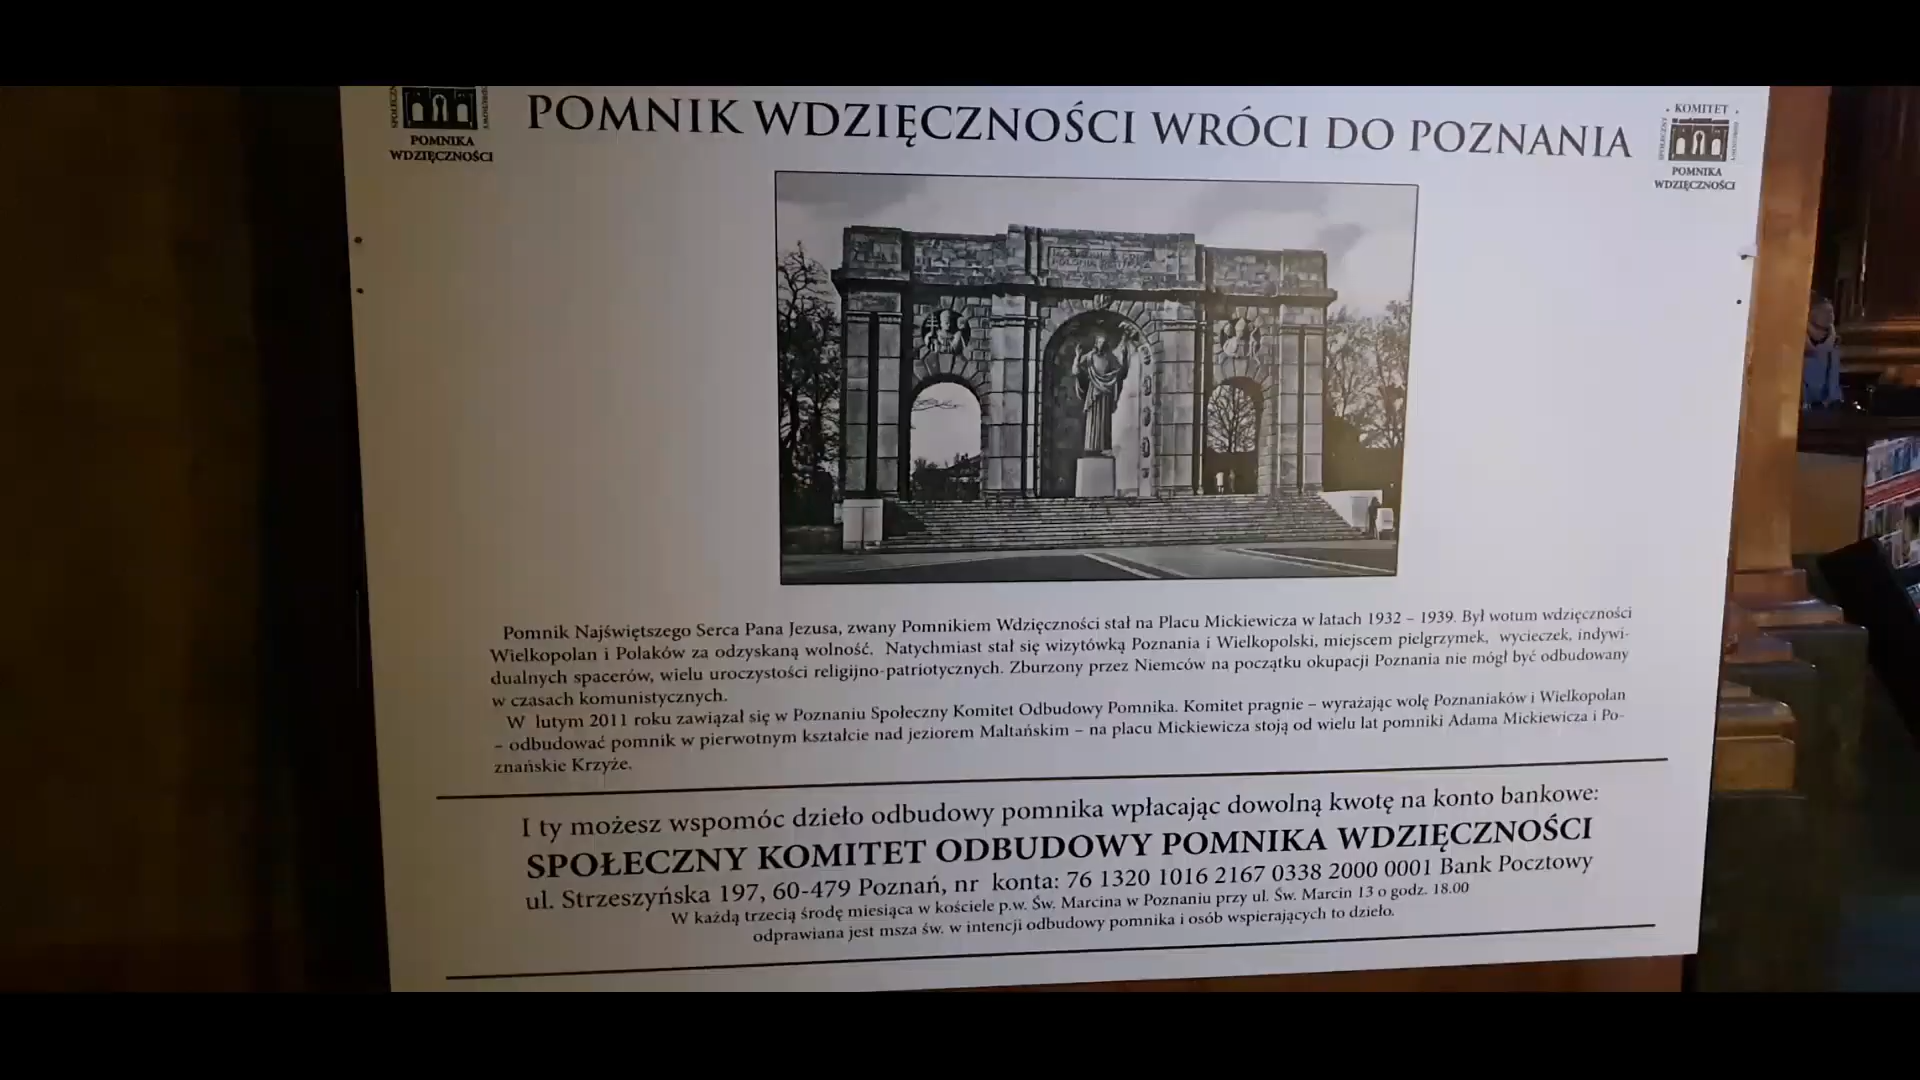 POMNIK WDZIĘCZNOŚCI WRÓCI DO POZNANIA
POMNIKA
WDZIĘCZNOŚCI
KOMITET
SPOŁECZNY
POMNIKA
WDZIĘCZNOŚCI
Pomnik Najświętszego Serca Pana Jezusa, zwany Pomnikiem Wdzięczności stał na Placu Mickiewicza w latach 1932 – 1939. Był wotum wdzięczności
Wielkopolan i Polaków za odzyskaną wolność. Natychmiast stał się wizytówką Poznania i Wielkopolski, miejscem pielgrzymek, wycieczek, indywi-
dualnych spacerów, wielu uroczystości religijno-patriotycznych. Zburzony przez Niemców na początku okupacji Poznania nie mógł być odbudowany
w czasach komunistycznych.
W lutym 2011 roku zawiązał się w Poznaniu Społeczny Komitet Odbudowy Pomnika. Komitet pragnie – wyrażając wolę Poznaniaków i Wielkopolan
– odbudować pomnik w pierwotnym kształcie nad jeziorem Maltańskim – na placu Mickiewicza stoją od wielu lat pomniki Adama Mickiewicza i Po-
znańskie Krzyże.
I ty możesz wspomóc dzieło odbudowy pomnika wpłacając dowolną kwotę na konto bankowe:
SPOŁECZNY KOMITET ODBUDOWY POMNIKA WDZIĘCZNOŚCI
ul. Strzeszyńska 197, 60-479 Poznań, nr konta: 76 1320 1016 2167 0338 2000 0001 Bank Pocztowy
W każdą trzecią środę miesiąca w kościele p.w. Św. Marcina w Poznaniu przy ul. Św. Marcin 13 o godz. 18.00
odprawiana jest msza św. w intencji odbudowy pomnika i osób wspierających to dzieło.